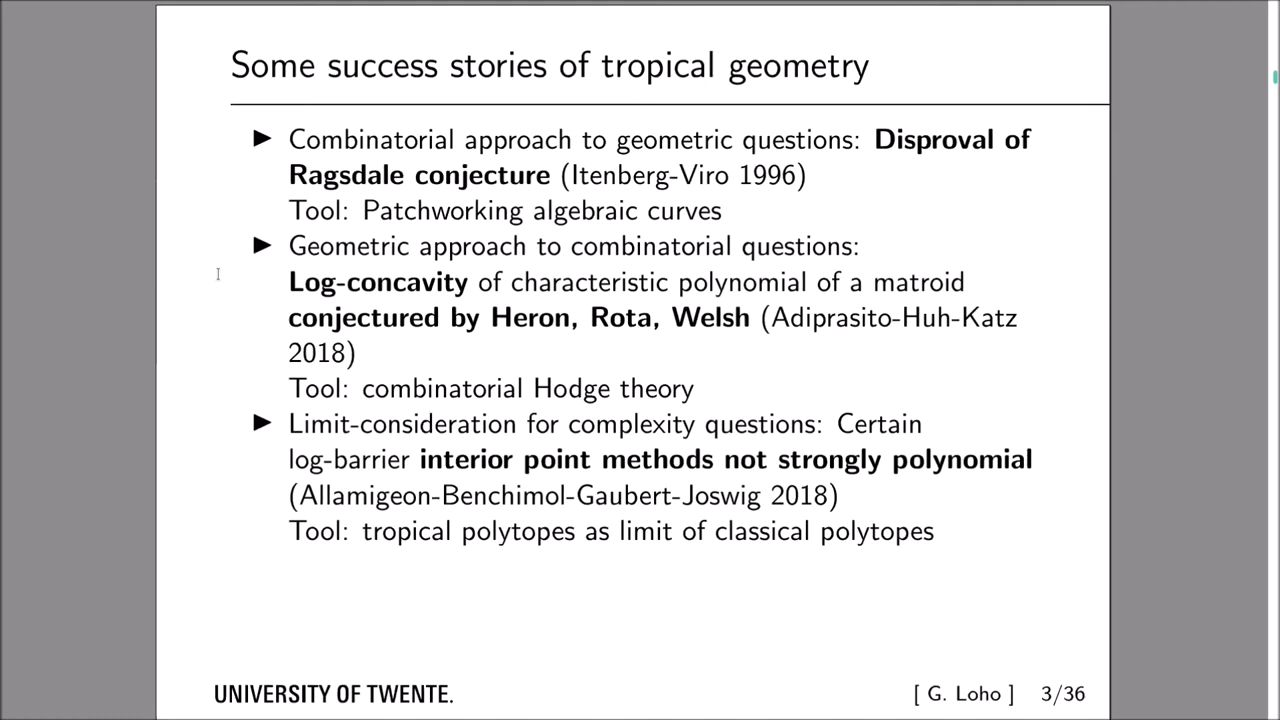 Some success stories of tropical geometry
▶ Combinatorial approach to geometric questions: Disproval of
Ragsdale conjecture (Itenberg-Viro 1996)
Tool: Patchworking algebraic curves
▶ Geometric approach to combinatorial questions:
Log-concavity of characteristic polynomial of a matroid
conjectured by Heron, Rota, Welsh (Adiprasito-Huh-Katz
2018)
Tool: combinatorial Hodge theory
▶ Limit-consideration for complexity questions: Certain
log-barrier interior point methods not strongly polynomial
(Allamigeon-Benchimol-Gaubert-Joswig 2018)
Tool: tropical polytopes as limit of classical polytopes
UNIVERSITY OF TWENTE. [ G. Loho ] 3/36